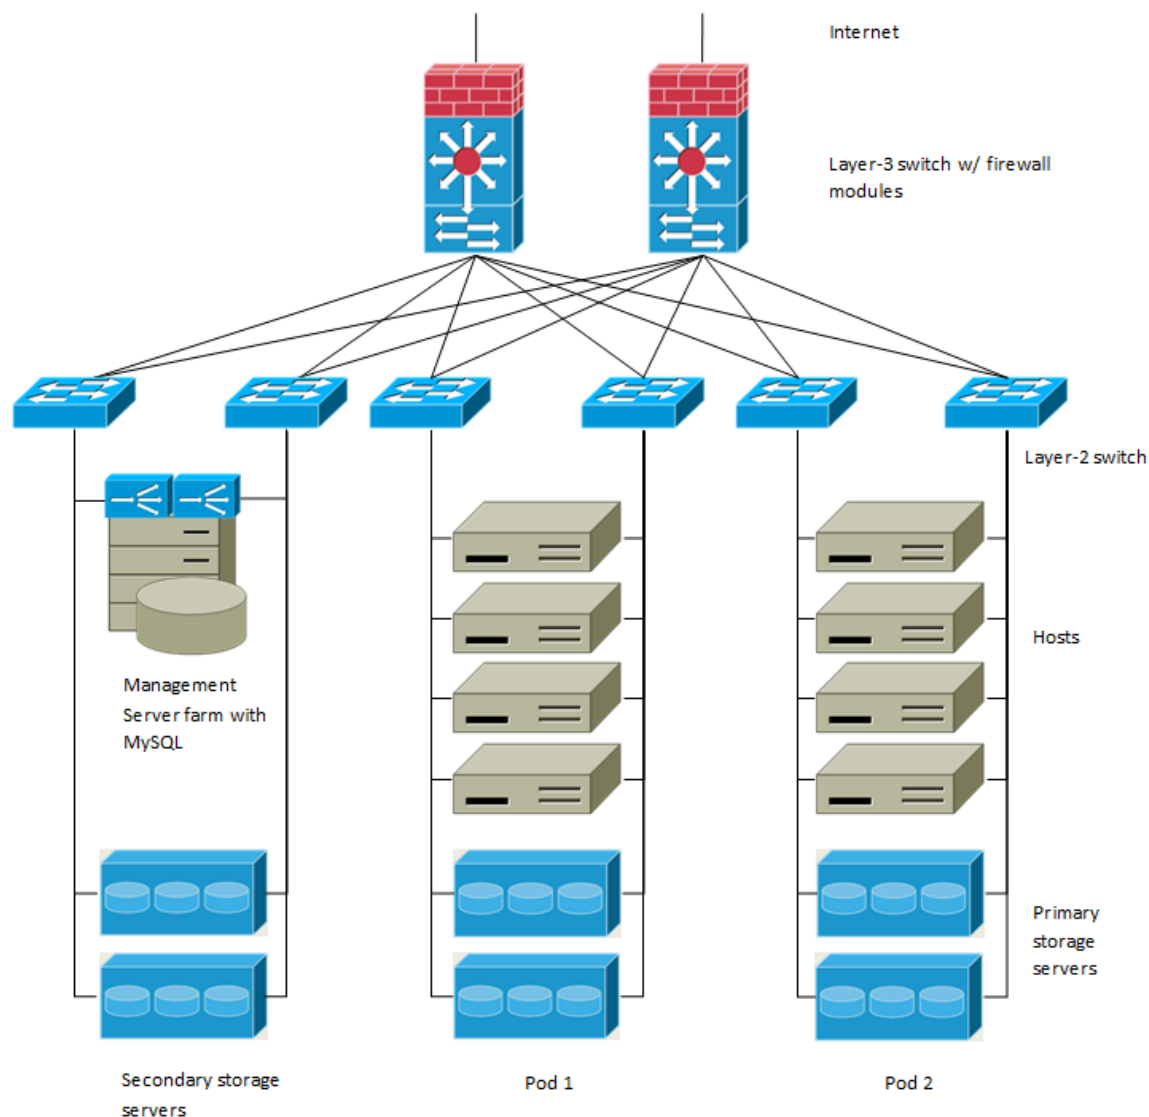 Internet
Layer-3 switch w/ firewall
modules
Layer-2 switch
Hosts
Management
Server farm with
MySQL
Primary
storage
servers
Secondary storage
servers
Pod 1
Pod 2